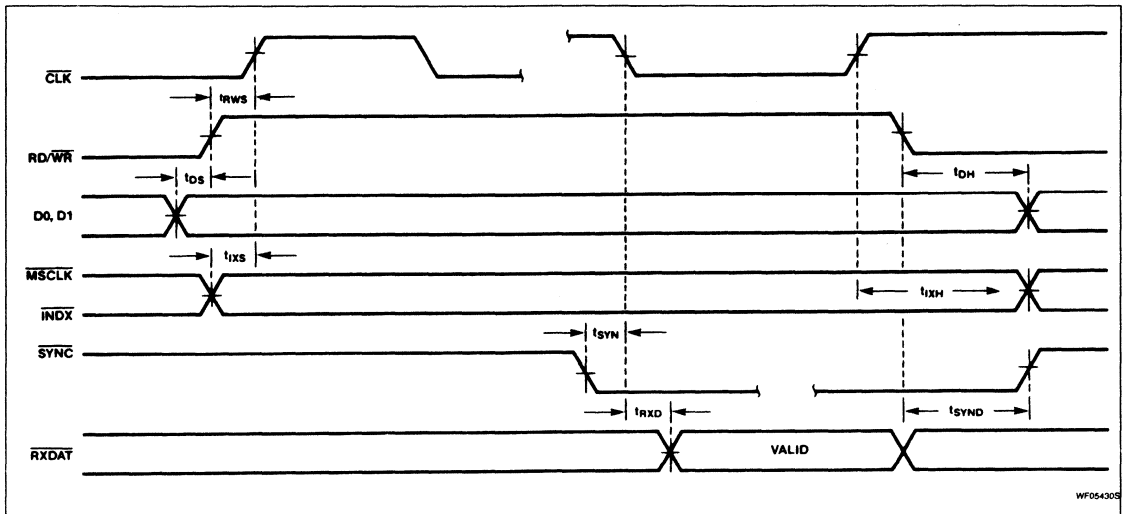 CLK
tRWS
RD/WR
tDS
tDH
D0, D1
tIXS
MSCLK
tIXH
INDX
tSYN
SYNC
tRXD
tSYND
RXDAT
VALID
WF05430S